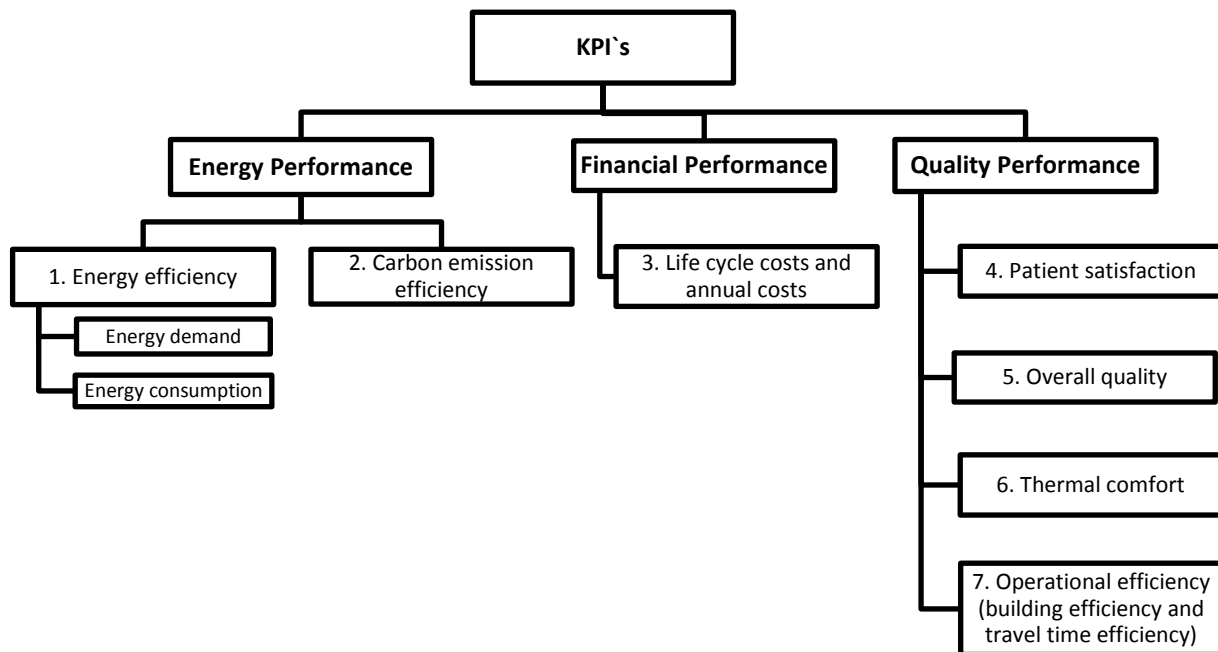 KPI`s
Energy Performance
Financial Performance
Quality Performance
1. Energy efficiency
2. Carbon emission
efficiency
Energy demand
Energy consumption
3. Life cycle costs and
annual costs
4. Patient satisfaction
5. Overall quality
6. Thermal comfort
7. Operational efficiency
(building efficiency and
travel time efficiency)